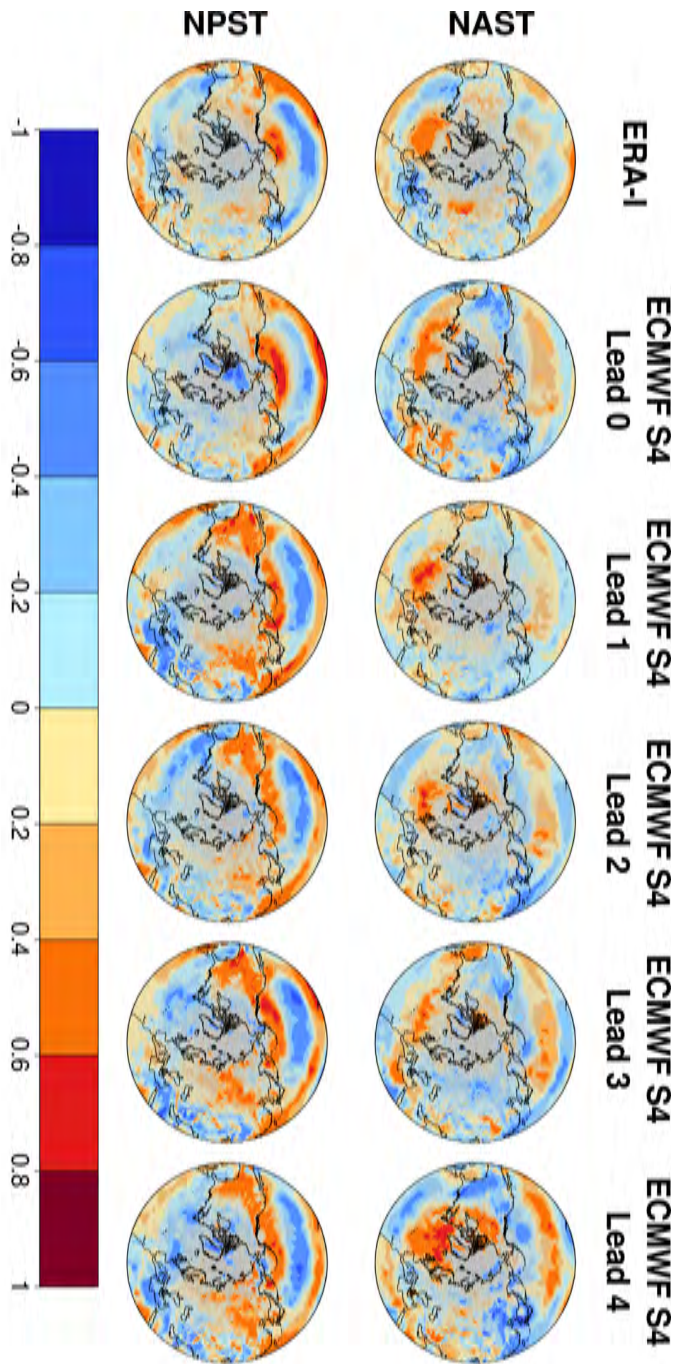 ERA-I
ECMWF S4
Lead 0
ECMWF S4
Lead 1
ECMWF S4
Lead 2
ECMWF S4
Lead 3
ECMWF S4
Lead 4
NAST
NPST
-1
-0.8
-0.6
-0.4
-0.2
0
0.2
0.4
0.6
0.8
1